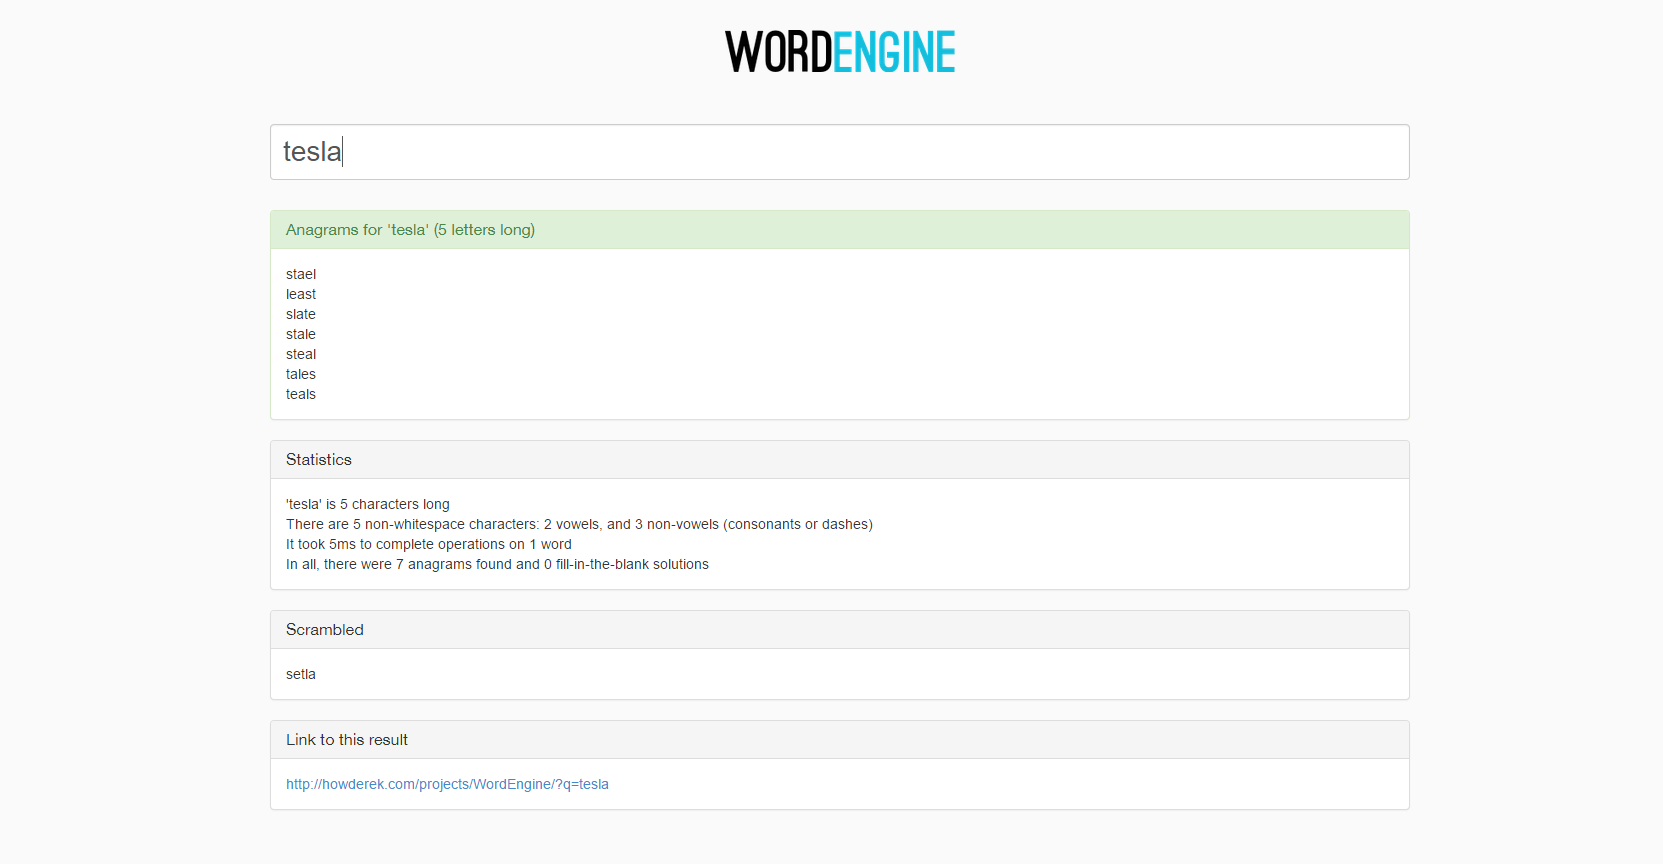 WORDENGINE
tesla
Anagrams for 'tesla' (5 letters long)
stael
least
slate
stale
steal
tales
teals
Statistics
'tesla' is 5 characters long
There are 5 non-whitespace characters: 2 vowels, and 3 non-vowels (consonants or dashes)
It took 5ms to complete operations on 1 word
In all, there were 7 anagrams found and 0 fill-in-the-blank solutions
Scrambled
setla
Link to this result
http://howderek.com/projects/WordEngine/?q=tesla